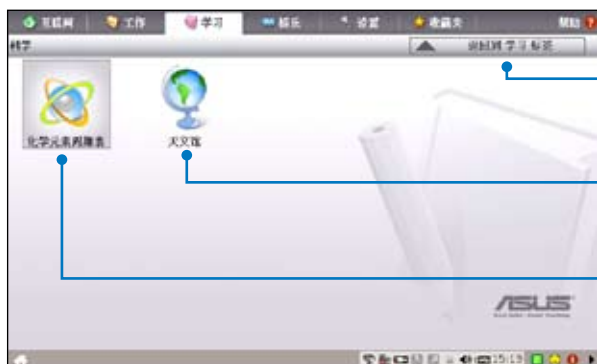 互联网 工作 学习 娱乐 设置 收藏夹 帮助
科学 返回到 学习 标签
化学元素周期表 天文馆
ASUS
15:13